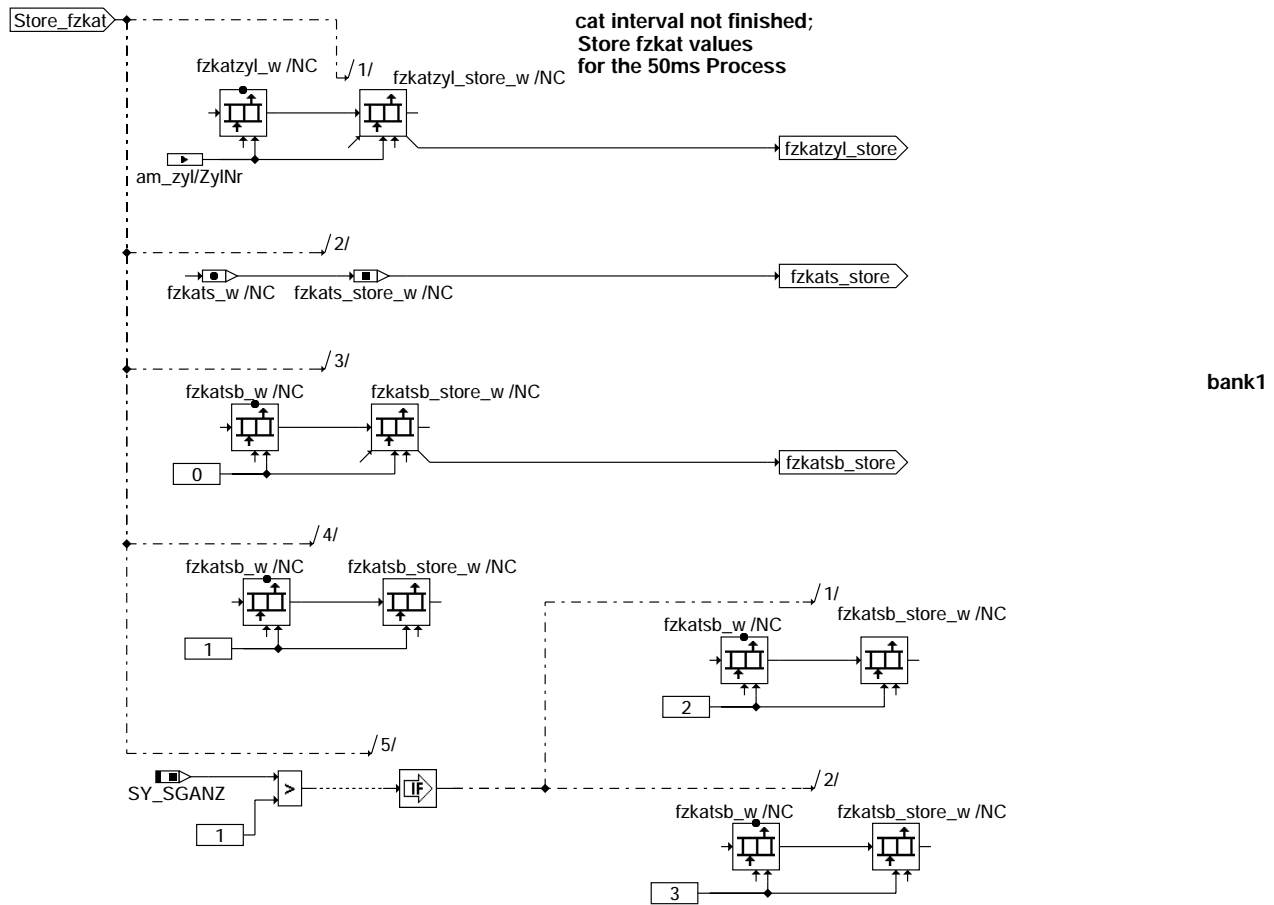 Store_fzkat
cat interval not finished;
Store fzkat values
for the 50ms Process
/1/
fzkatzyl_w /NC
fzkatzyl_store_w /NC
fzkatzyl_store
am_zyl/ZylNr
/2/
fzkats_w /NC
fzkats_store_w /NC
fzkats_store
/3/
fzkatsb_w /NC
fzkatsb_store_w /NC
bank1
0
fzkatsb_store
/4/
fzkatsb_w /NC
fzkatsb_store_w /NC
1
/1/
fzkatsb_w /NC
fzkatsb_store_w /NC
2
/5/
SY_SGANZ
>
IF
1
/2/
fzkatsb_w /NC
fzkatsb_store_w /NC
3